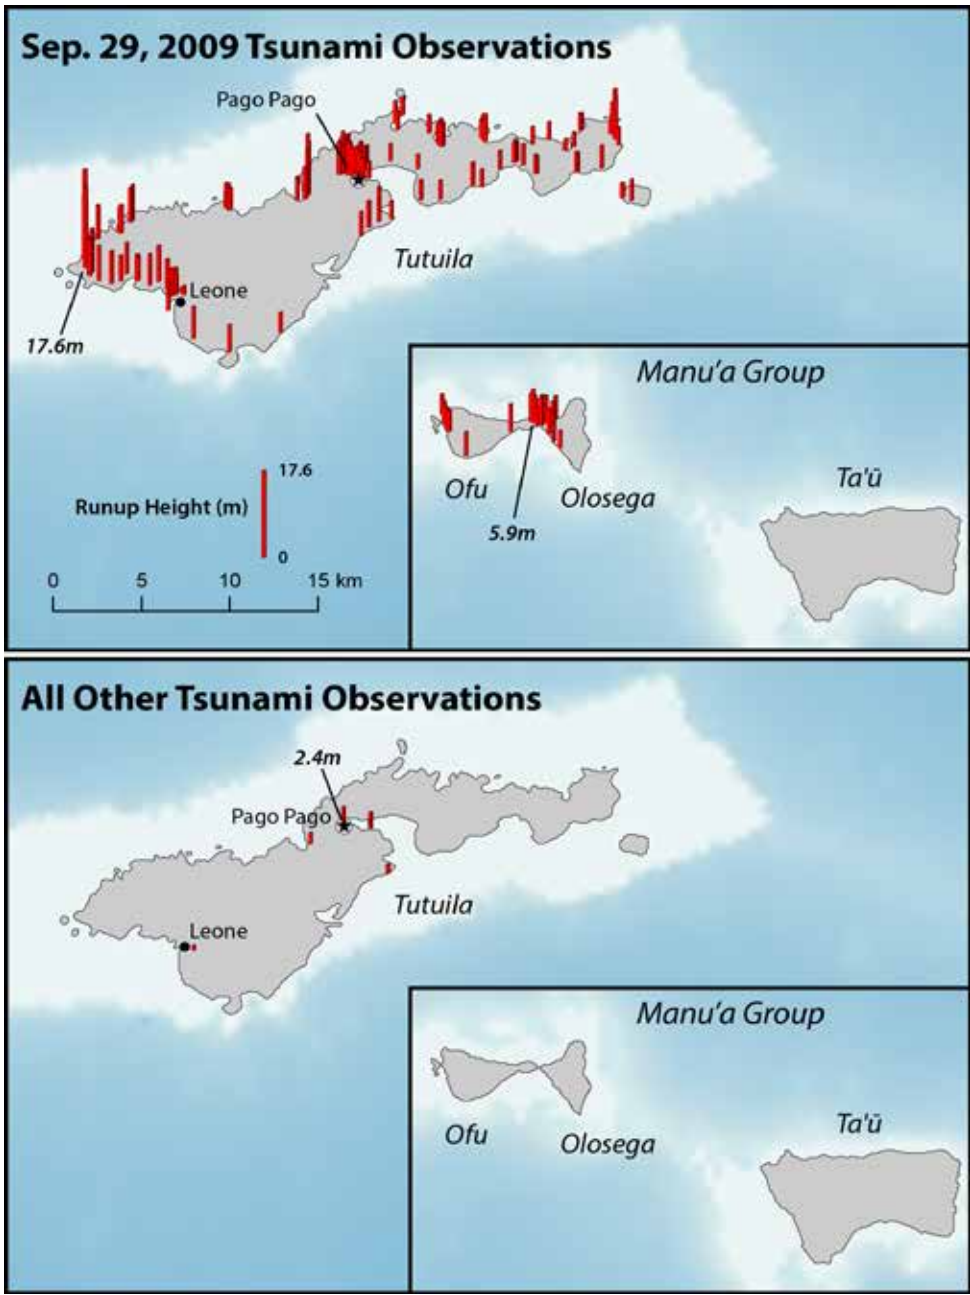 Sep. 29, 2009 Tsunami Observations
Pago Pago
Tutuila
Leone
17.6m
Manu'a Group
Ofu
Olosega
Ta'ū
5.9m
17.6
Runup Height (m)
0
0 5 10 15 km
All Other Tsunami Observations
2.4m
Pago Pago
Tutuila
Leone
Manu'a Group
Ofu
Olosega
Ta'ū